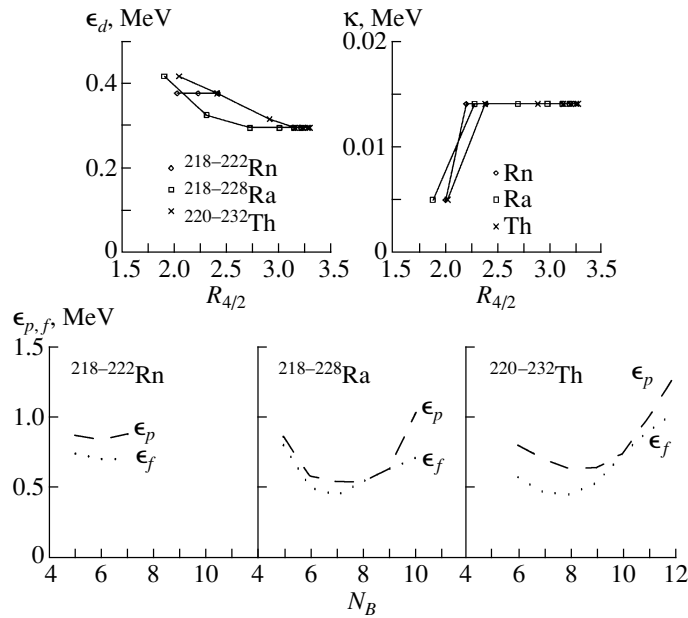 ϵd, MeV
κ, MeV
0.4
0.2
0
218–222Rn
218–228Ra
220–232Th
1.5 2.0 2.5 3.0 3.5
R4/2
0.02
0.01
0
Rn
Ra
Th
1.5 2.0 2.5 3.0 3.5
R4/2
ϵp, f, MeV
1.5
1.0
0.5
0
218–222Rn
ϵp
ϵf
218–228Ra
ϵp
ϵf
220–232Th
ϵp
ϵf
4 6 8 10 4 6 8 10 4 6 8 10 12
NB